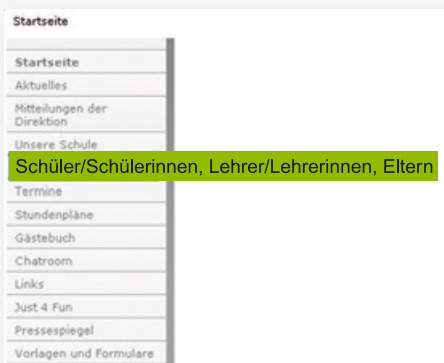 Startseite
Startseite
Aktuelles
Mitteilungen der
Direktion
Unsere Schule
Schüler/Schülerinnen, Lehrer/Lehrerinnen, Eltern
Termine
Stundenpläne
Gästebuch
Chatroom
Links
Just 4 Fun
Pressespiegel
Vorlagen und Formulare